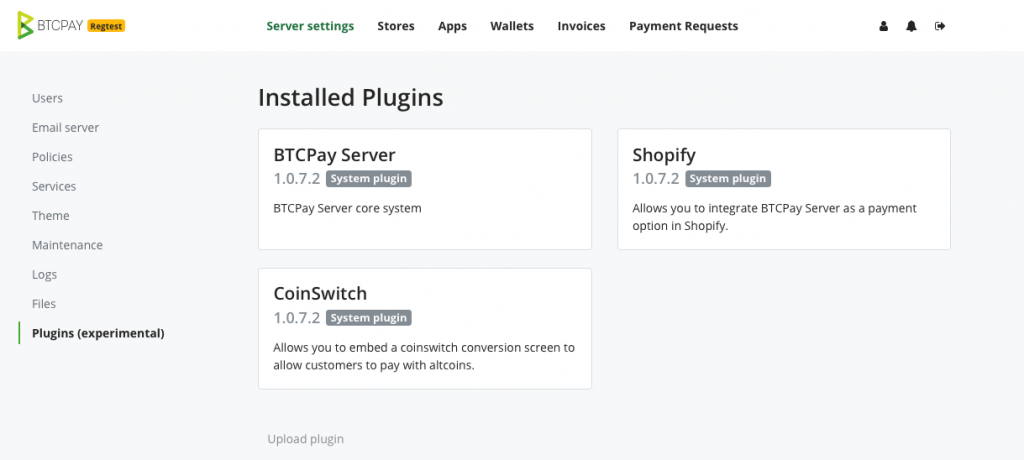 BTCPAY Regtest Server settings Stores Apps Wallets Invoices Payment Requests
Users
Email server
Policies
Services
Theme
Maintenance
Logs
Files
Plugins (experimental)
Installed Plugins
BTCPay Server
1.0.7.2 System plugin
BTCPay Server core system
Shopify
1.0.7.2 System plugin
Allows you to integrate BTCPay Server as a payment
option in Shopify.
CoinSwitch
1.0.7.2 System plugin
Allows you to embed a coinswitch conversion screen to
allow customers to pay with altcoins.
Upload plugin